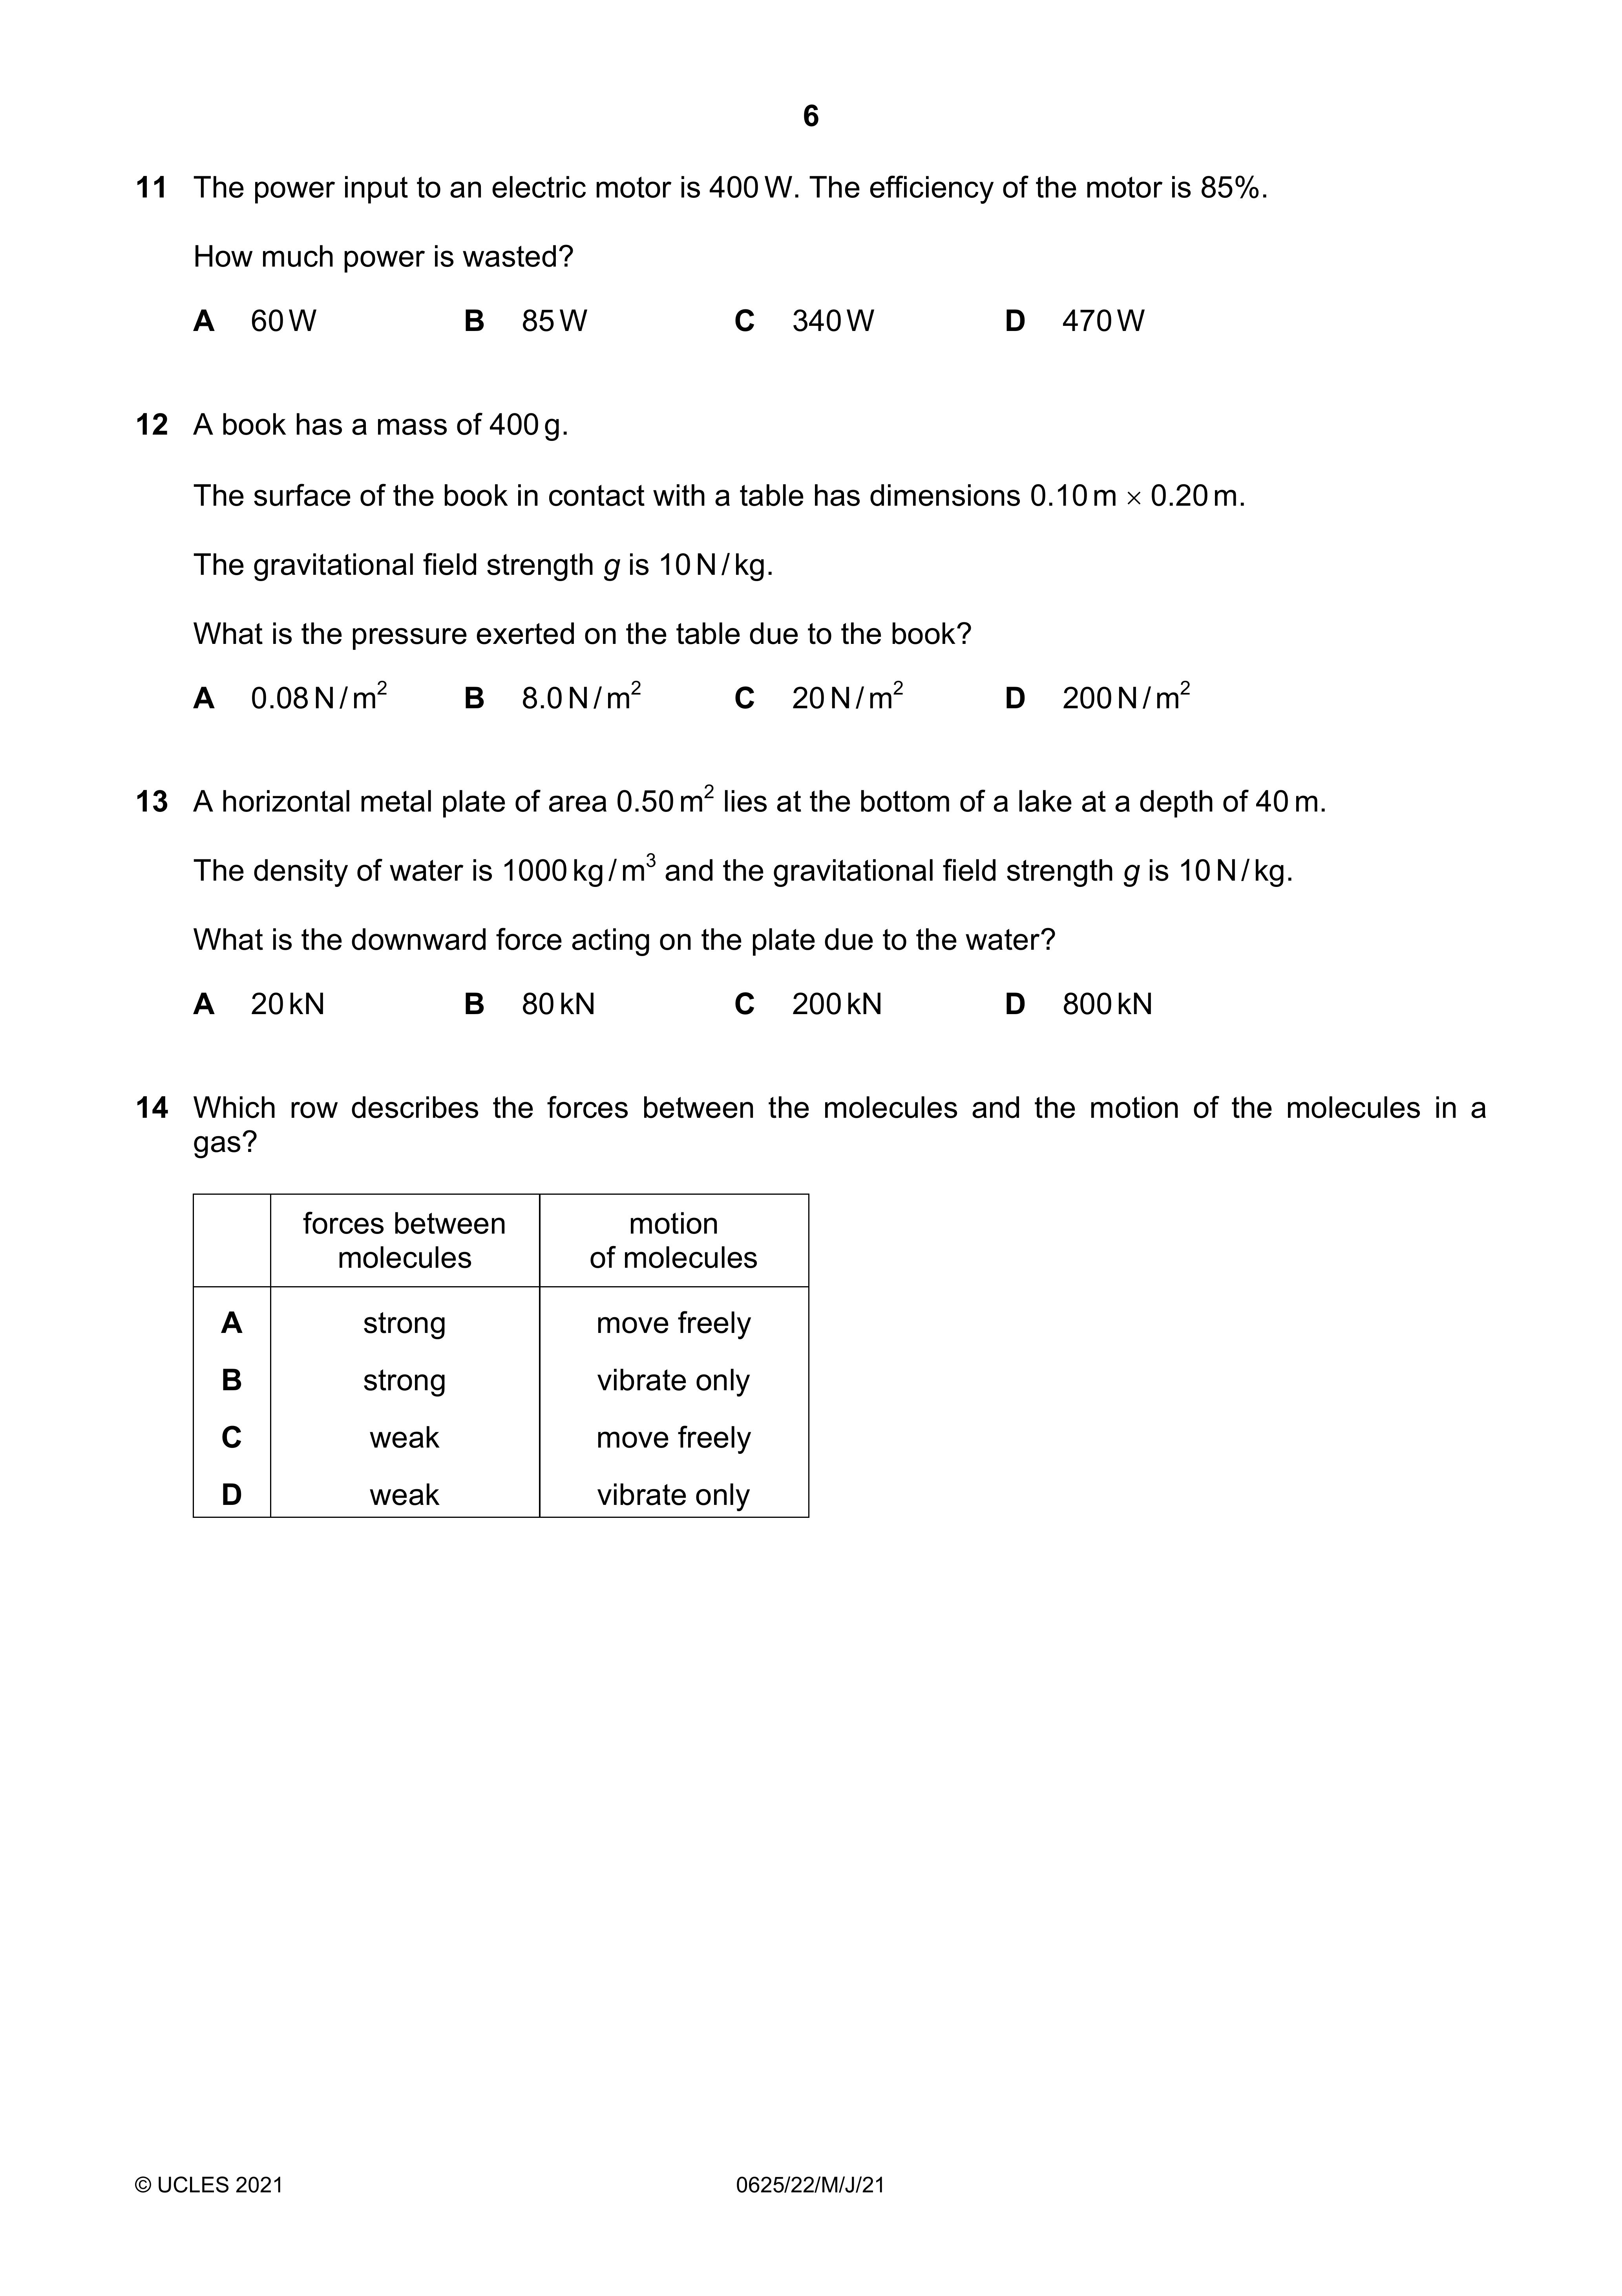 6
11 The power input to an electric motor is 400 W. The efficiency of the motor is 85%.
How much power is wasted?
A 60 W B 85 W C 340 W D 470 W
12 A book has a mass of 400 g.
The surface of the book in contact with a table has dimensions 0.10 m × 0.20 m.
The gravitational field strength g is 10 N / kg.
What is the pressure exerted on the table due to the book?
A 0.08 N / m² B 8.0 N / m² C 20 N / m² D 200 N / m²
13 A horizontal metal plate of area 0.50 m² lies at the bottom of a lake at a depth of 40 m.
The density of water is 1000 kg / m³ and the gravitational field strength g is 10 N / kg.
What is the downward force acting on the plate due to the water?
A 20 kN B 80 kN C 200 kN D 800 kN
14 Which row describes the forces between the molecules and the motion of the molecules in a
gas?
forces between molecules motion of molecules
A strong move freely
B strong vibrate only
C weak move freely
D weak vibrate only
© UCLES 2021 0625/22/M/J/21